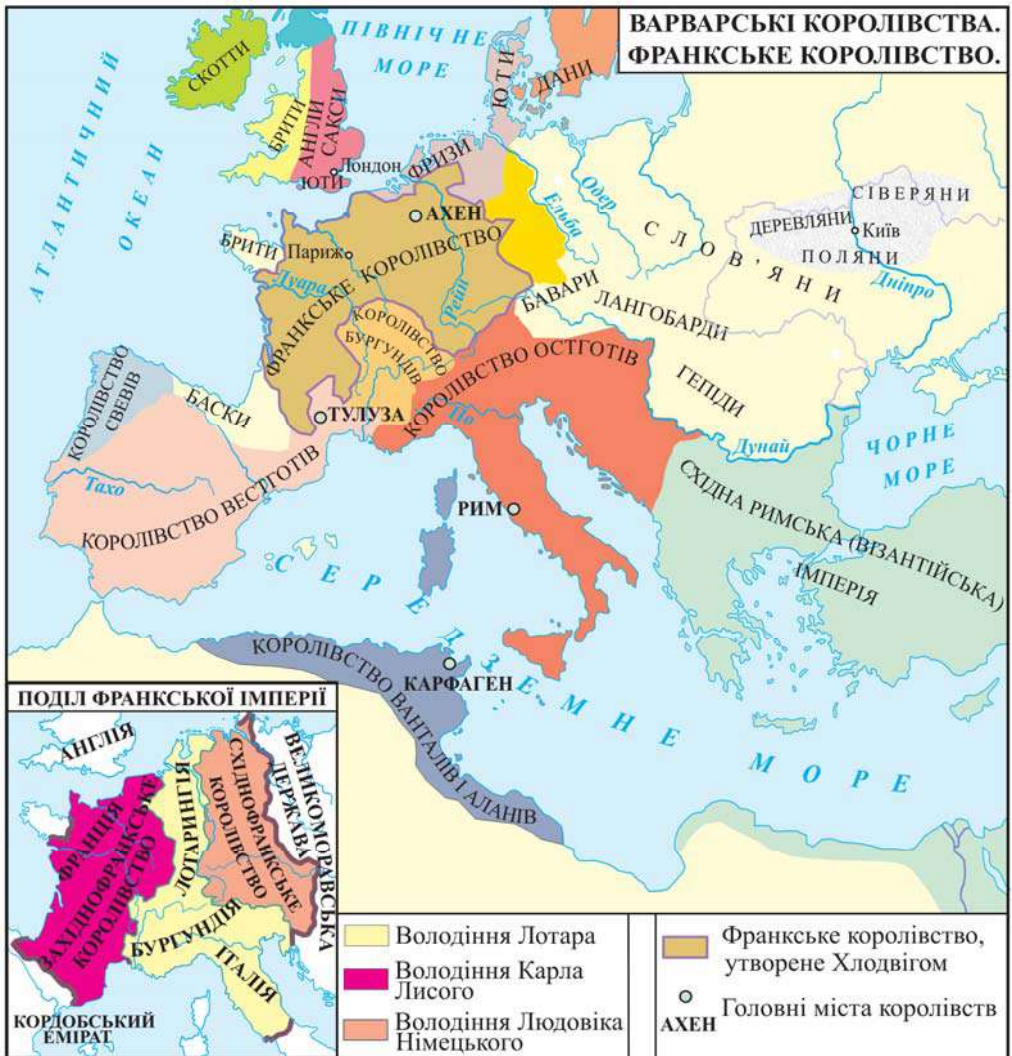 ВАРВАРСЬКІ КОРОЛІВСТВА.
ФРАНКСЬКЕ КОРОЛІВСТВО.
ПІВНІЧНЕ
МОРЕ
АТЛАНТИЧНИЙ
ОКЕАН
СКОТТИ
БРИТИ
АНГЛИ
САКСИ
ЮТИ
Лондон
ЮТИ
ДАНИ
ФРИЗИ
АХЕН
БРИТИ
Париж
Луара
ФРАНКСЬКЕ КОРОЛІВСТВО
Рейн
Ельба
Одер
СЛОВ'ЯНИ
СІВЕРЯНИ
ДЕРЕВЛЯНИ
Київ
ПОЛЯНИ
Дніпро
БАВАРИ
ЛАНГОБАРДИ
ГЕПІДИ
КОРОЛІВСТВО
БУРГУНДІВ
КОРОЛІВСТВО ОСТГОТІВ
По
КОРОЛІВСТВО
СВЕВІВ
БАСКИ
ТУЛУЗА
Тахо
КОРОЛІВСТВО ВЕСТГОТІВ
РИМ
Дунай
ЧОРНЕ
МОРЕ
СХІДНА РИМСЬКА (ВІЗАНТІЙСЬКА)
ІМПЕРІЯ
СЕРЕДЗЕМНЕ МОРЕ
КАРФАГЕН
КОРОЛІВСТВО ВАНТАЛІВ І АЛАНІВ
ПОДІЛ ФРАНКСЬКОЇ ІМПЕРІЇ
АНГЛІЯ
ФРАНЦІЯ
ЗАХІДНОФРАНКСЬКЕ
КОРОЛІВСТВО
ЛОТАРИНГІЯ
СХІДНОФРАНКСЬКЕ
КОРОЛІВСТВО
ВЕЛИКОМОРАВСЬКА
ДЕРЖАВА
БУРГУНДІЯ
ІТАЛІЯ
КОРДОБСЬКИЙ
ЕМІРАТ
Володіння Лотара
Володіння Карла
Лисого
Володіння Людовіка
Німецького
Франкське королівство,
утворене Хлодвігом
АХЕН
Головні міста королівств